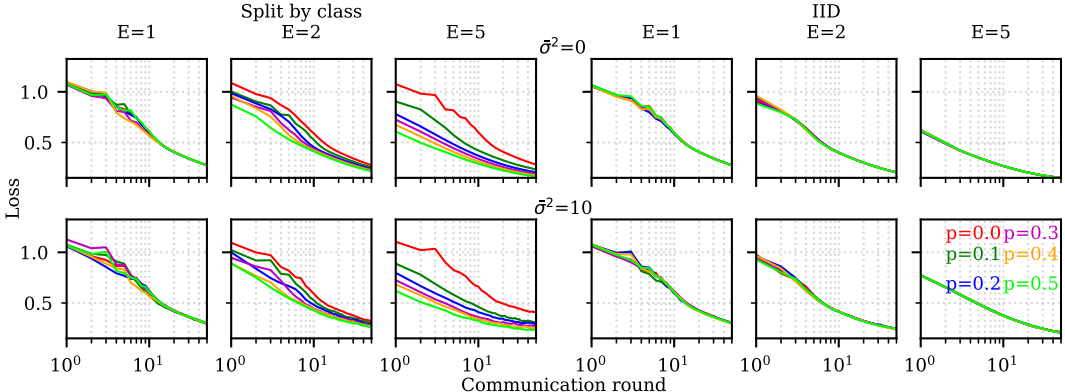 Split by class IID
E=1 E=2 E=5 E=1 E=2 E=5
σ̄²=0
1.0
0.5
Loss
σ̄²=10
1.0
0.5
p=0.0 p=0.3
p=0.1 p=0.4
p=0.2 p=0.5
10⁰ 10¹ 10⁰ 10¹ 10⁰ 10¹ 10⁰ 10¹ 10⁰ 10¹ 10⁰ 10¹
Communication round